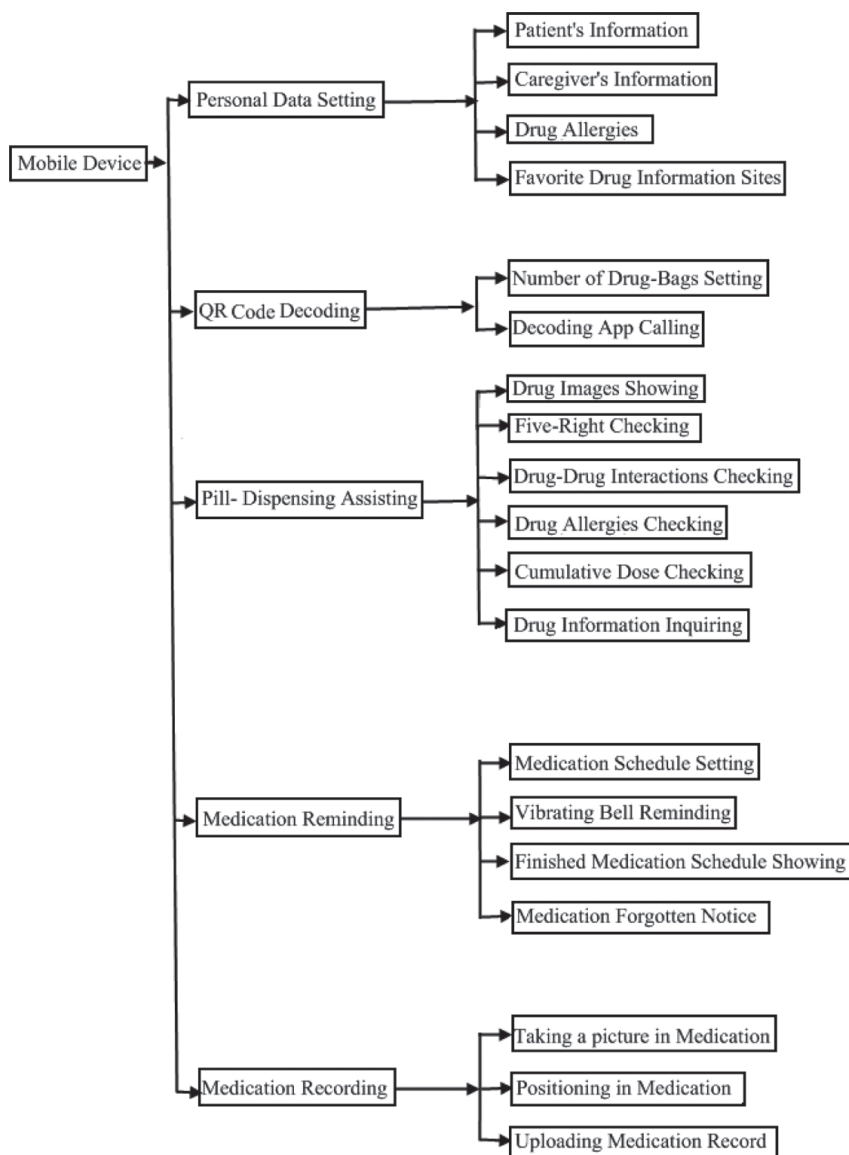 Mobile Device
Personal Data Setting
Patient's Information
Caregiver's Information
Drug Allergies
Favorite Drug Information Sites
QR Code Decoding
Number of Drug-Bags Setting
Decoding App Calling
Pill- Dispensing Assisting
Drug Images Showing
Five-Right Checking
Drug-Drug Interactions Checking
Drug Allergies Checking
Cumulative Dose Checking
Drug Information Inquiring
Medication Reminding
Medication Schedule Setting
Vibrating Bell Reminding
Finished Medication Schedule Showing
Medication Forgotten Notice
Medication Recording
Taking a picture in Medication
Positioning in Medication
Uploading Medication Record